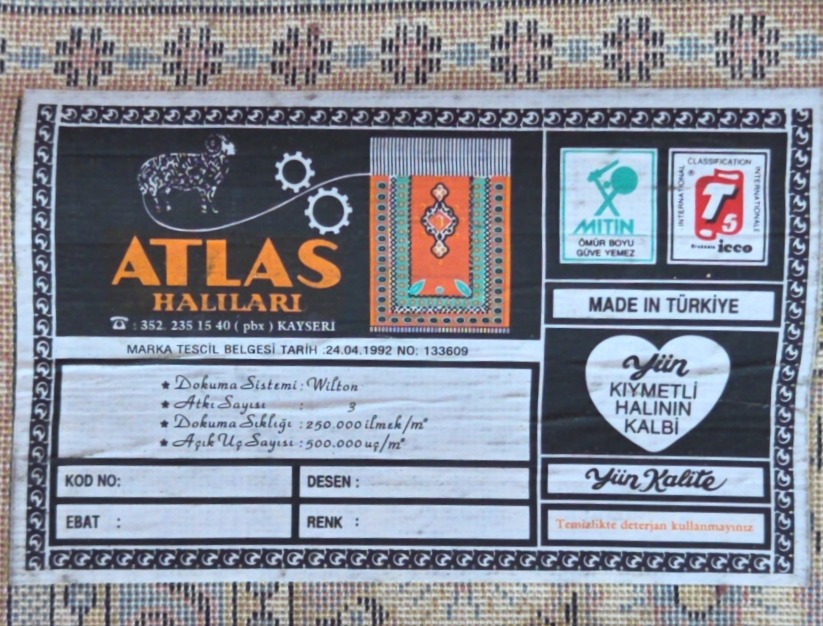 ATLAS
HALILARI
☎ : 352. 235 15 40 ( pbx ) KAYSERİ
MARKA TESCİL BELGESİ TARİH :24.04.1992 NO: 133609
★ Dokuma Sistemi : Wilton
★ Atkı Sayısı : 3
★ Dokuma Sıklığı : 250.000 ilmek/m²
★ Açık Uç Sayısı : 500.000 uç/m²
KOD NO:
DESEN :
EBAT :
RENK :
MITIN
ÖMÜR BOYU
GÜVE YEMEZ
CLASSIFICATION
INTERNATIONAL
INTERNATIONALE
®
T5
Brussels icco
MADE IN TÜRKİYE
Yün
KIYMETLİ
HALININ
KALBİ
Yün Kalite
Temizlikte deterjan kullanmayınız